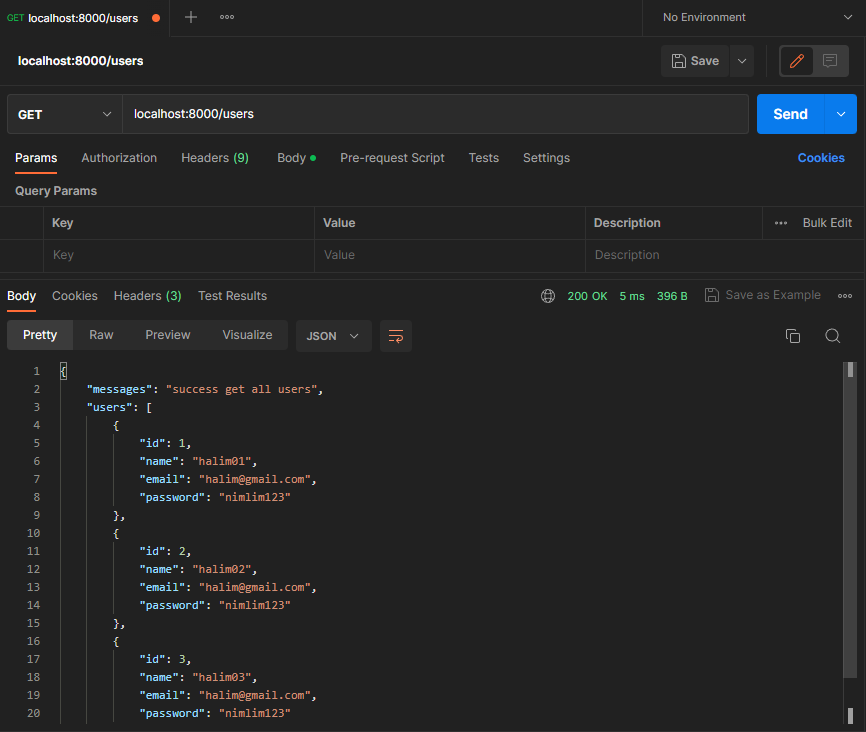 GET localhost:8000/users
No Environment
localhost:8000/users
Save
GET localhost:8000/users Send
Params Authorization Headers (9) Body Pre-request Script Tests Settings Cookies
Query Params
Key Value Description Bulk Edit
Key Value Description
Body Cookies Headers (3) Test Results 200 OK 5 ms 396 B Save as Example
Pretty Raw Preview Visualize JSON
1 {
2 "messages": "success get all users",
3 "users": [
4 {
5 "id": 1,
6 "name": "halim01",
7 "email": "halim@gmail.com",
8 "password": "nimlim123"
9 },
10 {
11 "id": 2,
12 "name": "halim02",
13 "email": "halim@gmail.com",
14 "password": "nimlim123"
15 },
16 {
17 "id": 3,
18 "name": "halim03",
19 "email": "halim@gmail.com",
20 "password": "nimlim123"